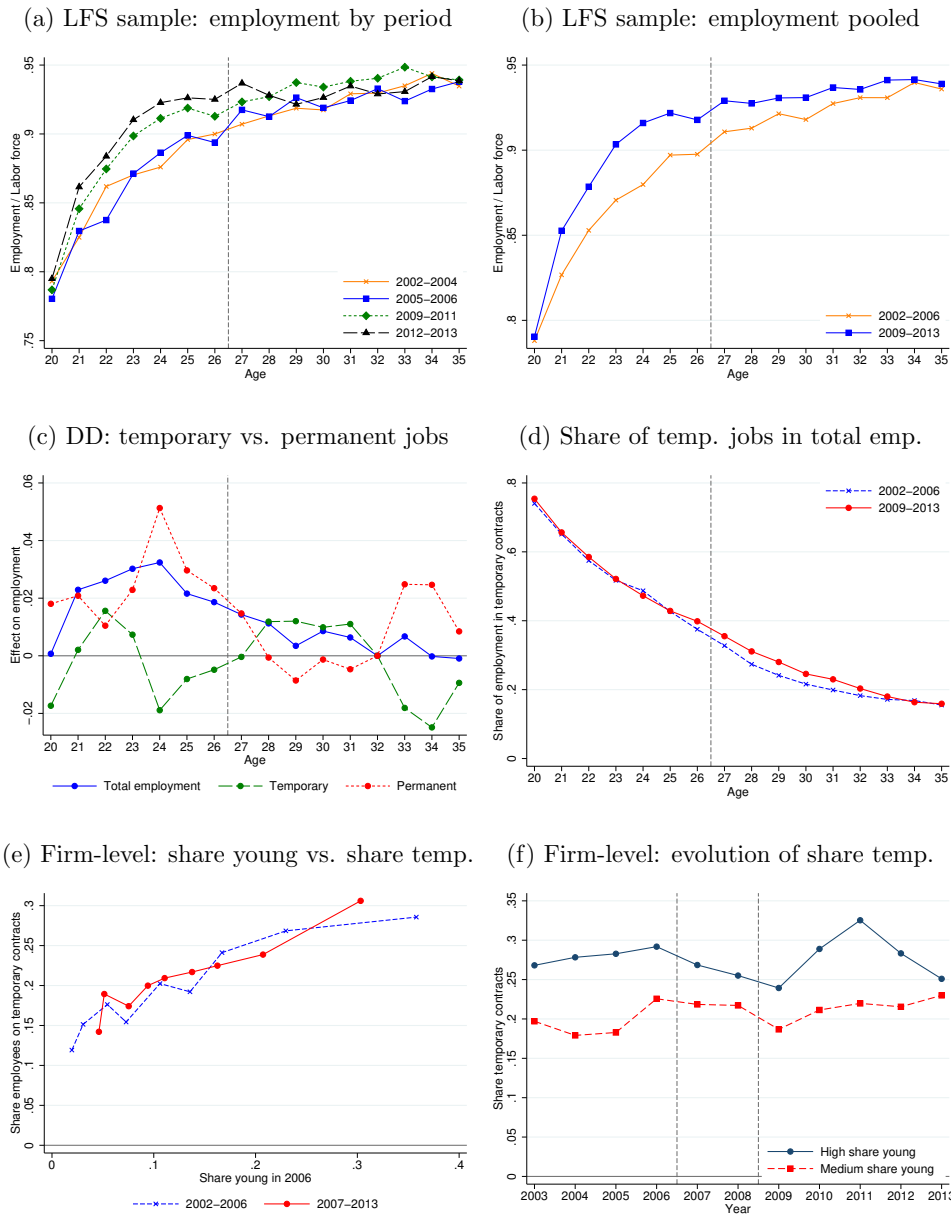 (a) LFS sample: employment by period
Employment / Labor force
.75 .8 .85 .9 .95
20 21 22 23 24 25 26 27 28 29 30 31 32 33 34 35
Age
2002−2004
2005−2006
2009−2011
2012−2013
(b) LFS sample: employment pooled
Employment / Labor force
.8 .85 .9 .95
20 21 22 23 24 25 26 27 28 29 30 31 32 33 34 35
Age
2002−2006
2009−2013
(c) DD: temporary vs. permanent jobs
Effect on employment
−.02 0 .02 .04 .06
20 21 22 23 24 25 26 27 28 29 30 31 32 33 34 35
Age
Total employment Temporary Permanent
(d) Share of temp. jobs in total emp.
Share of employment in temporary contracts
0 .2 .4 .6 .8
20 21 22 23 24 25 26 27 28 29 30 31 32 33 34 35
Age
2002−2006
2009−2013
(e) Firm-level: share young vs. share temp.
Share employees on temporary contracts
0 .05 .1 .15 .2 .25 .3
0 .1 .2 .3 .4
Share young in 2006
2002−2006 2007−2013
(f) Firm-level: evolution of share temp.
Share temporary contracts
0 .05 .1 .15 .2 .25 .3 .35
2003 2004 2005 2006 2007 2008 2009 2010 2011 2012 2013
Year
High share young
Medium share young